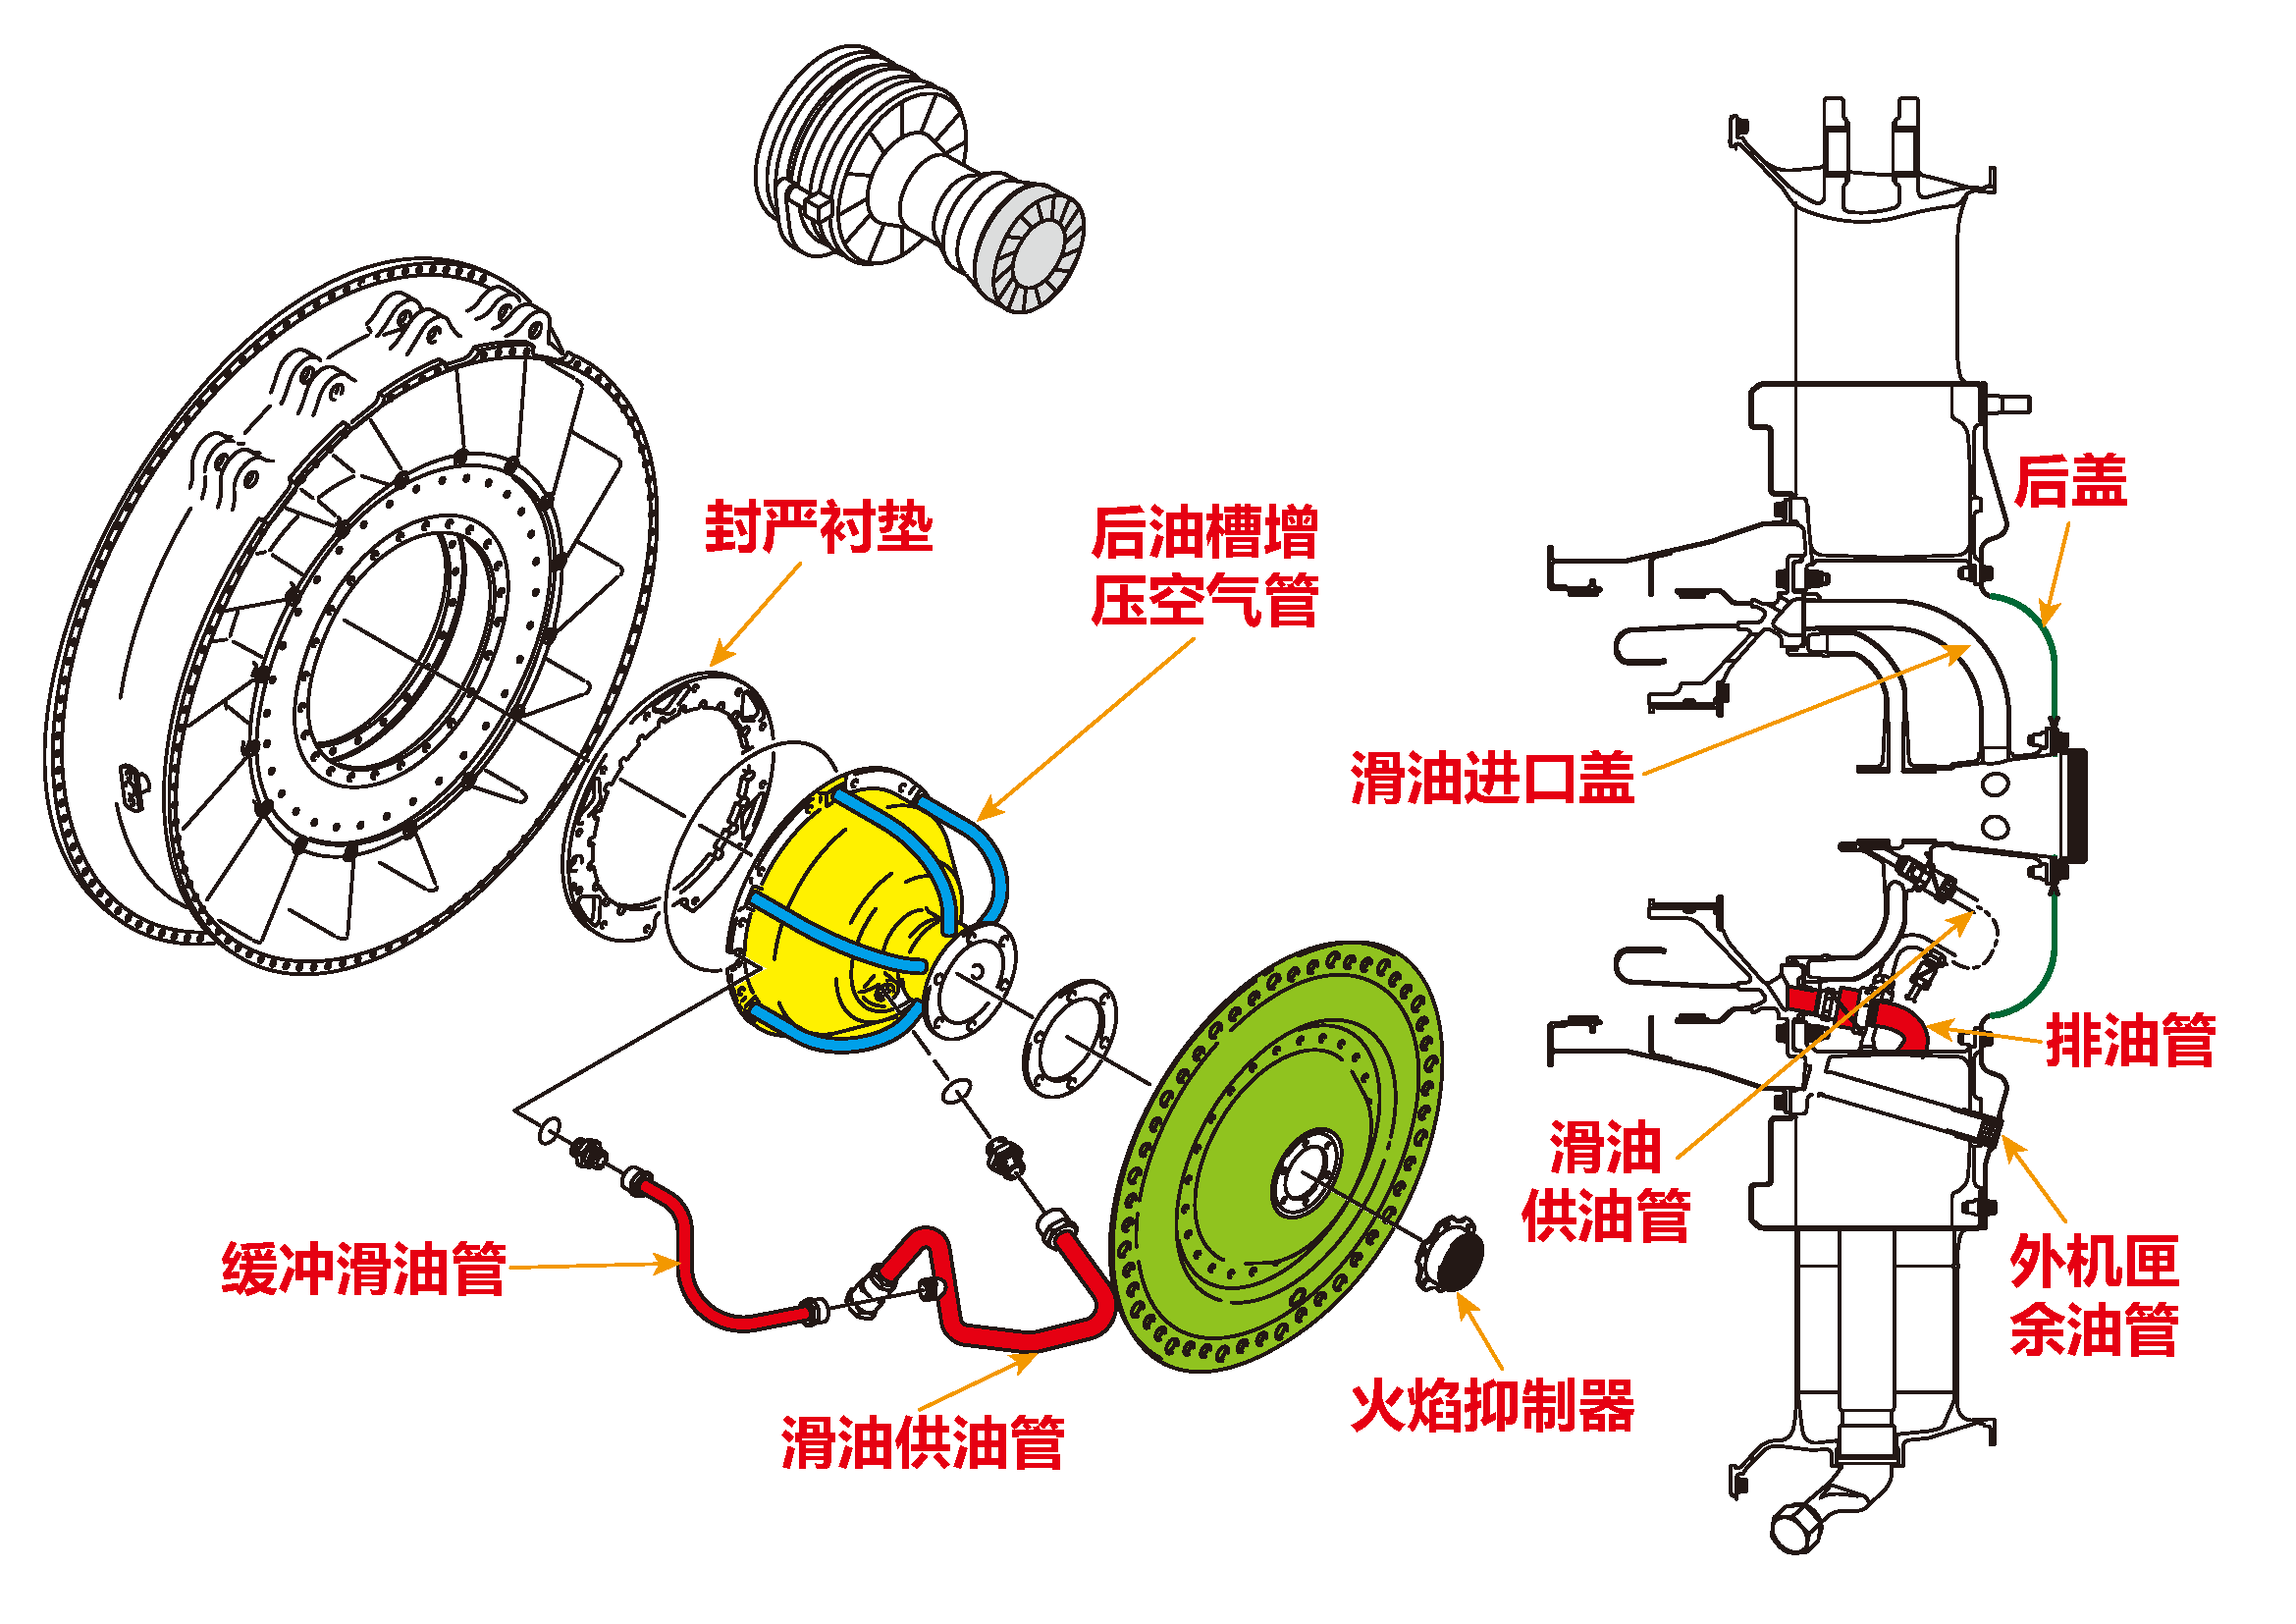 封严衬垫
后油槽增
压空气管
后盖
滑油进口盖
排油管
滑油
供油管
外机匣
余油管
缓冲滑油管
火焰抑制器
滑油供油管